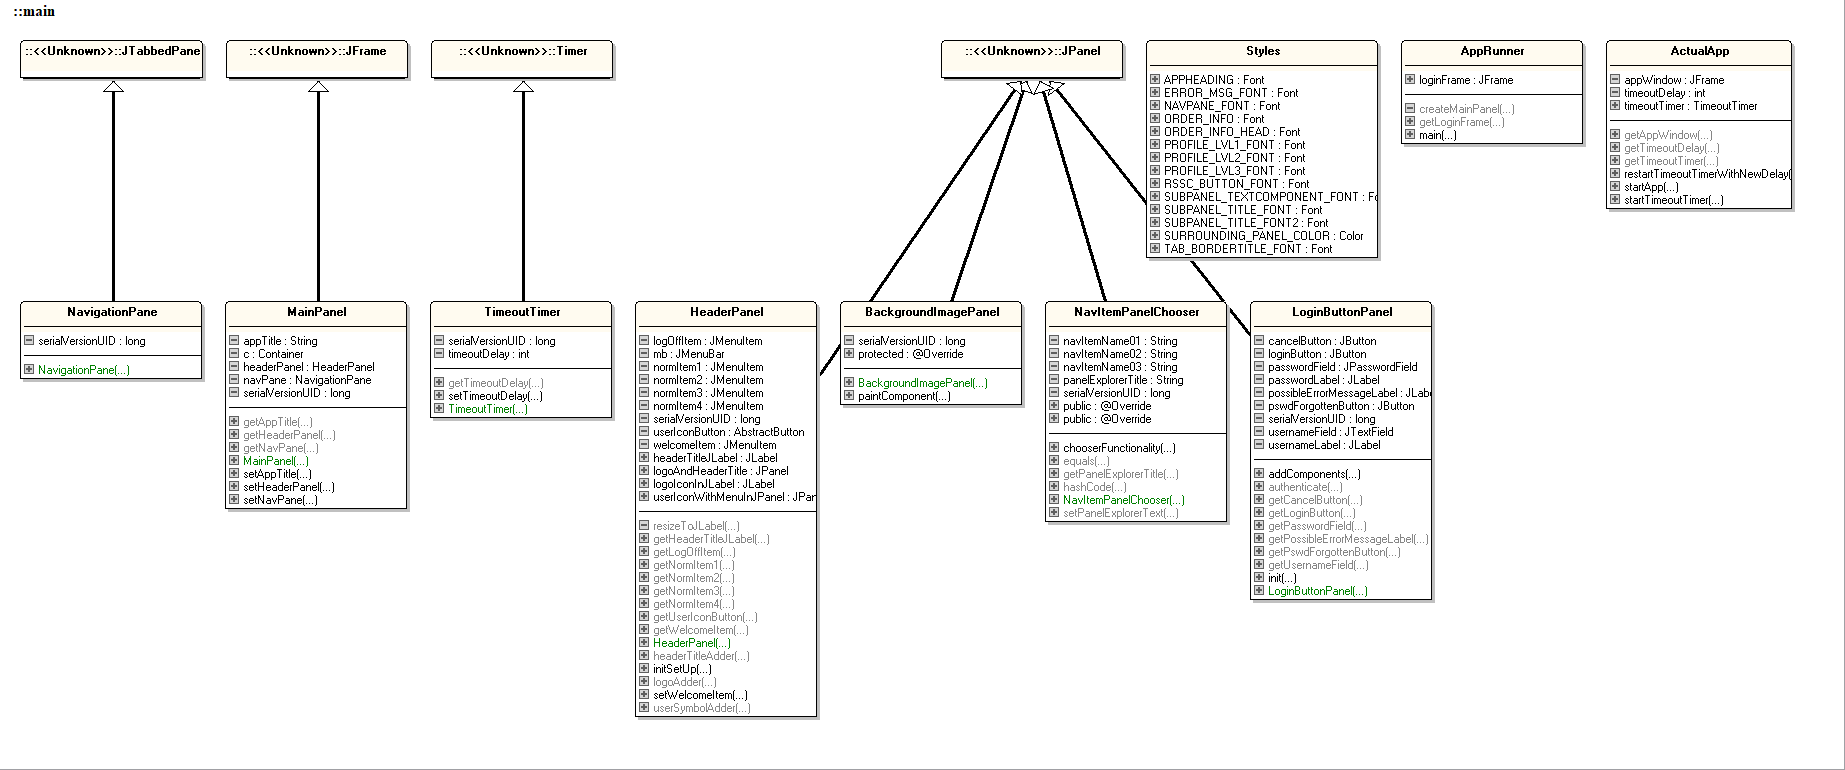 ::main
::<<Unknown>>::JTabbedPane
::<<Unknown>>::JFrame
::<<Unknown>>::Timer
::<<Unknown>>::JPanel
Styles
APPHEADING : Font
ERROR_MSG_FONT : Font
NAVPANE_FONT : Font
ORDER_INFO : Font
ORDER_INFO_HEAD : Font
PROFILE_LVL1_FONT : Font
PROFILE_LVL2_FONT : Font
PROFILE_LVL3_FONT : Font
RSSC_BUTTON_FONT : Font
SUBPANEL_TEXTCOMPONENT_FONT : Fo
SUBPANEL_TITLE_FONT : Font
SUBPANEL_TITLE_FONT2 : Font
SURROUNDING_PANEL_COLOR : Color
TAB_BORDERTITLE_FONT : Font
AppRunner
loginFrame : JFrame
createMainPanel(...)
getLoginFrame(...)
main(...)
ActualApp
appWindow : JFrame
timeoutDelay : int
timeoutTimer : TimeoutTimer
getAppWindow(...)
getTimeoutDelay(...)
getTimeoutTimer(...)
restartTimeoutTimerWithNewDelay(
startApp(...)
startTimeoutTimer(...)
NavigationPane
serialVersionUID : long
NavigationPane(...)
MainPanel
appTitle : String
c : Container
headerPanel : HeaderPanel
navPane : NavigationPane
serialVersionUID : long
getAppTitle(...)
getHeaderPanel(...)
getNavPane(...)
MainPanel(...)
setAppTitle(...)
setHeaderPanel(...)
setNavPane(...)
TimeoutTimer
serialVersionUID : long
timeoutDelay : int
getTimeoutDelay(...)
setTimeoutDelay(...)
TimeoutTimer(...)
HeaderPanel
logOffItem : JMenuItem
mb : JMenuBar
normItem1 : JMenuItem
normItem2 : JMenuItem
normItem3 : JMenuItem
normItem4 : JMenuItem
serialVersionUID : long
userIconButton : AbstractButton
welcomeItem : JMenuItem
headerTitleJLabel : JLabel
logoAndHeaderTitle : JPanel
logoIconInJLabel : JLabel
userIconWithMenuInJPanel : JPan
resizeToJLabel(...)
getHeaderTitleJLabel(...)
getLogOffItem(...)
getNormItem1(...)
getNormItem2(...)
getNormItem3(...)
getNormItem4(...)
getUserIconButton(...)
getWelcomeItem(...)
HeaderPanel(...)
headerTitleAdder(...)
initSetUp(...)
logoAdder(...)
setWelcomeItem(...)
userSymbolAdder(...)
BackgroundImagePanel
serialVersionUID : long
protected : @Override
BackgroundImagePanel(...)
paintComponent(...)
NavItemPanelChooser
navItemName01 : String
navItemName02 : String
navItemName03 : String
panelExplorerTitle : String
serialVersionUID : long
public : @Override
public : @Override
chooserFunctionality(...)
equals(...)
getPanelExplorerTitle(...)
hashCode(...)
NavItemPanelChooser(...)
setPanelExplorerText(...)
LoginButtonPanel
cancelButton : JButton
loginButton : JButton
passwordField : JPasswordField
passwordLabel : JLabel
possibleErrorMessageLabel : JLab
pswdForgottenButton : JButton
serialVersionUID : long
usernameField : JTextField
usernameLabel : JLabel
addComponents(...)
authenticate(...)
getCancelButton(...)
getLoginButton(...)
getPasswordField(...)
getPossibleErrorMessageLabel(...)
getPswdForgottenButton(...)
getUsernameField(...)
init(...)
LoginButtonPanel(...)